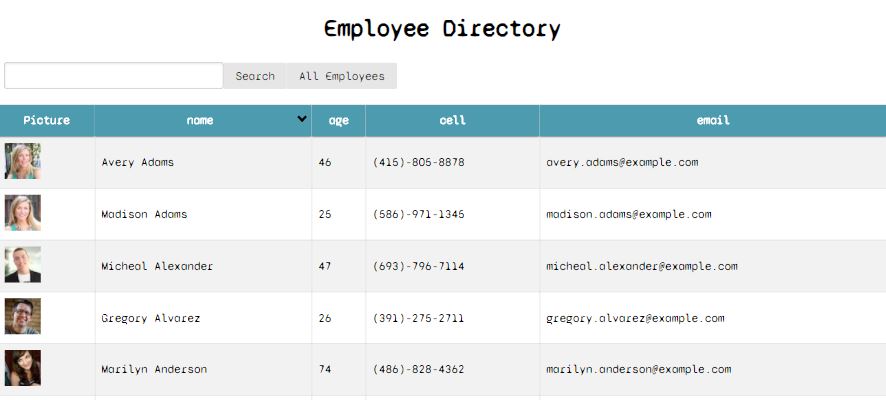 Employee Directory
Search All Employees
Picture name age cell email
Avery Adams 46 (415)-805-8878 avery.adams@example.com
Madison Adams 25 (586)-971-1345 madison.adams@example.com
Micheal Alexander 47 (693)-796-7114 micheal.alexander@example.com
Gregory Alvarez 26 (391)-275-2711 gregory.alvarez@example.com
Marilyn Anderson 74 (486)-828-4362 marilyn.anderson@example.com